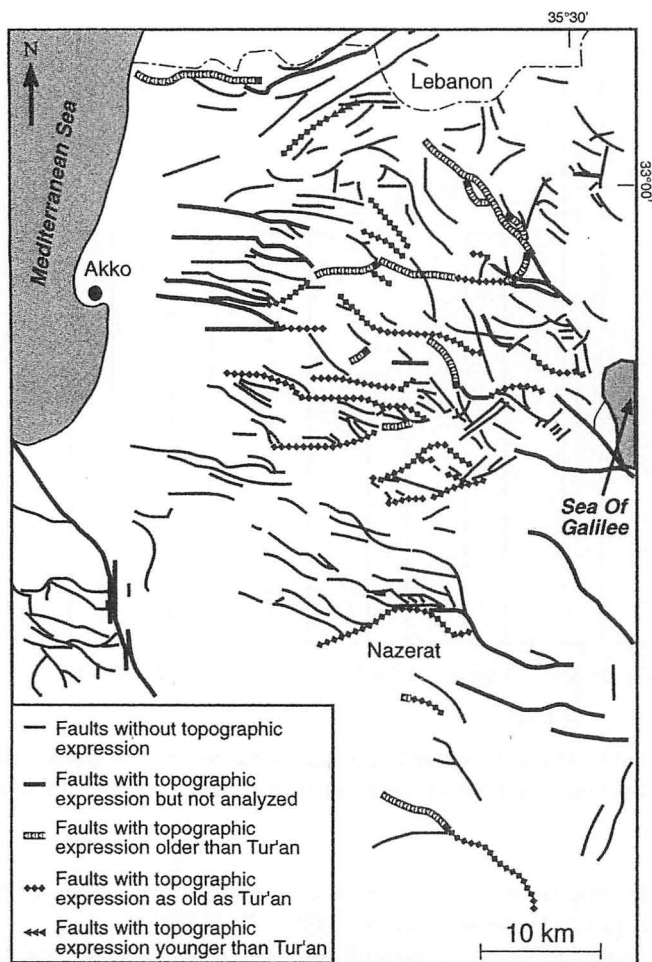 35°30'
N
Lebanon
Mediterranean Sea
33°00'
Akko
Sea Of
Galilee
Nazerat
Faults without topographic
expression
Faults with topographic
expression but not analyzed
Faults with topographic
expression older than Tur'an
Faults with topographic
expression as old as Tur'an
Faults with topographic
expression younger than Tur'an
10 km